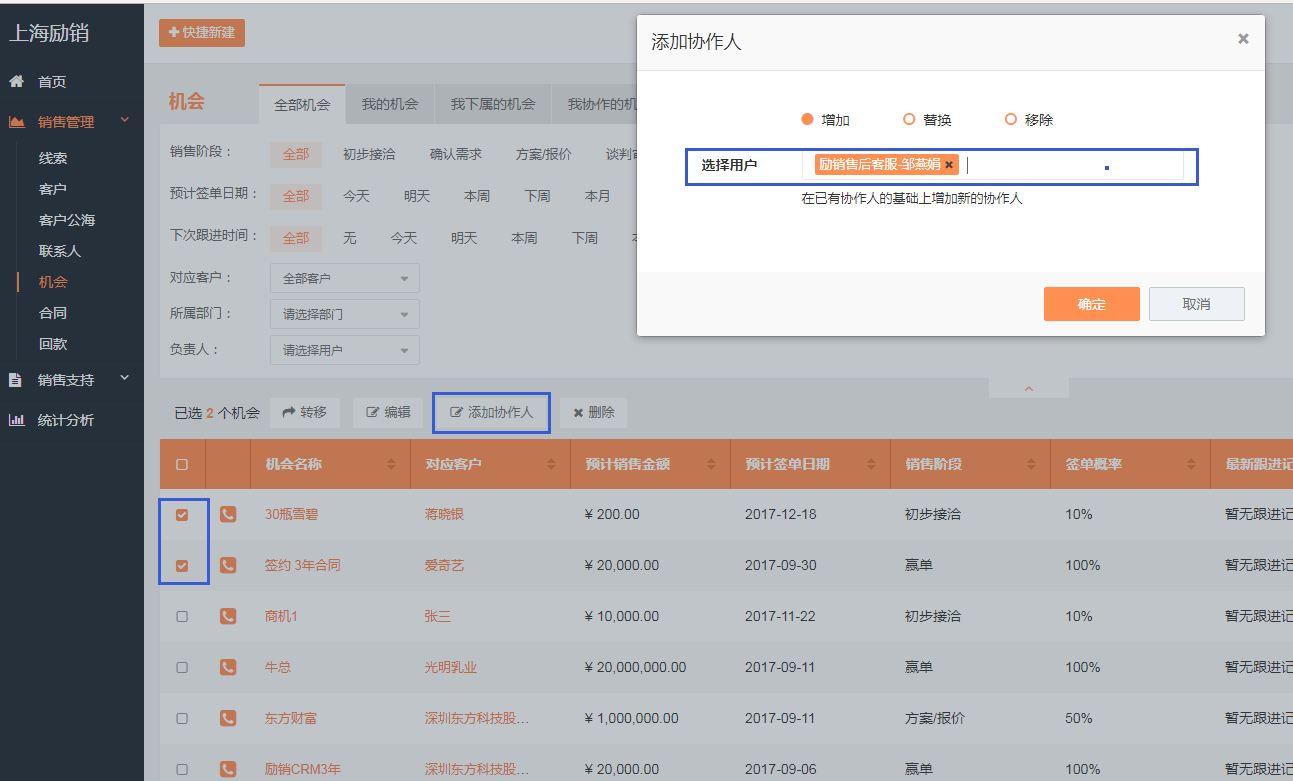 上海励销
首页
销售管理
线索
客户
客户公海
联系人
机会
合同
回款
销售支持
统计分析
快捷新建
机会
全部机会 我的机会 我下属的机会 我协作的机
销售阶段： 全部 初步接洽 确认需求 方案/报价
预计签单日期： 全部 今天 明天 本周 下周 本月
下次跟进时间： 全部 无 今天 明天 本周 下周
对应客户： 全部客户
所属部门： 请选择部门
负责人： 请选择用户
添加协作人
增加 替换 移除
选择用户 励销售后客服-邹燕娟
在已有协作人的基础上增加新的协作人
确定 取消
已选 2 个机会 转移 编辑 添加协作人 删除
机会名称 对应客户 预计销售金额 预计签单日期 销售阶段 签单概率 最新跟进记
30瓶雪碧 蒋晓银 ¥ 200.00 2017-12-18 初步接洽 10% 暂无跟进记
签约 3年合同 爱奇艺 ¥ 20,000.00 2017-09-30 赢单 100% 暂无跟进记
商机1 张三 ¥ 10,000.00 2017-11-22 初步接洽 10% 暂无跟进记
牛总 光明乳业 ¥ 20,000,000.00 2017-09-11 赢单 100% 暂无跟进记
东方财富 深圳东方科技股... ¥ 1,000,000.00 2017-09-11 方案/报价 50% 暂无跟进记
励销CRM3年 深圳东方科技股... ¥ 20,000.00 2017-09-06 赢单 100% 暂无跟进记